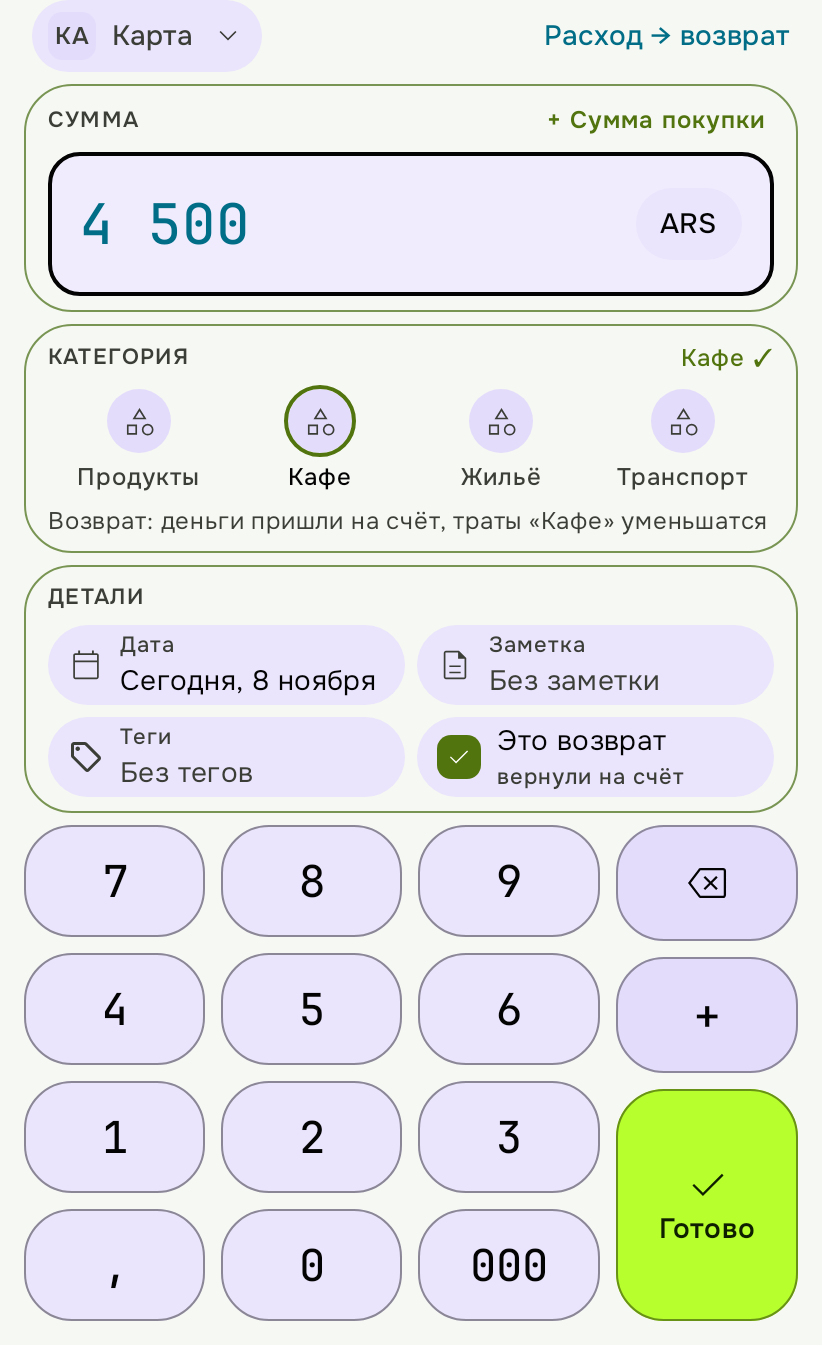 КА Карта
Расход → возврат
СУММА
+ Сумма покупки
4 500
ARS
КАТЕГОРИЯ
Кафе ✓
Продукты
Кафе
Жильё
Транспорт
Возврат: деньги пришли на счёт, траты «Кафе» уменьшатся
ДЕТАЛИ
Дата
Сегодня, 8 ноября
Заметка
Без заметки
Теги
Без тегов
Это возврат
вернули на счёт
7 8 9
4 5 6 +
1 2 3
Готово
, 0 000